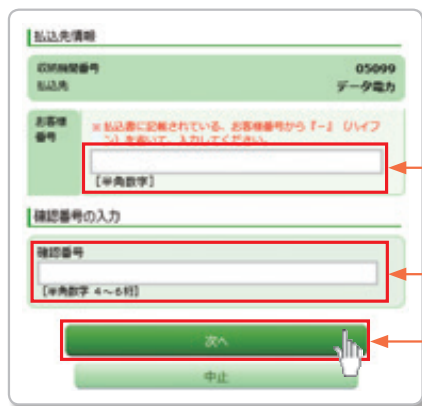 払込先情報
収納機関番号 05099
払込先 データ電力
お客様
番号
※払込書に記載されている、お客様番号から『-』（ハイフ
ン）を除いて、入力してください。
【半角数字】
確認番号の入力
確認番号
【半角数字 4～6桁】
次へ
中止